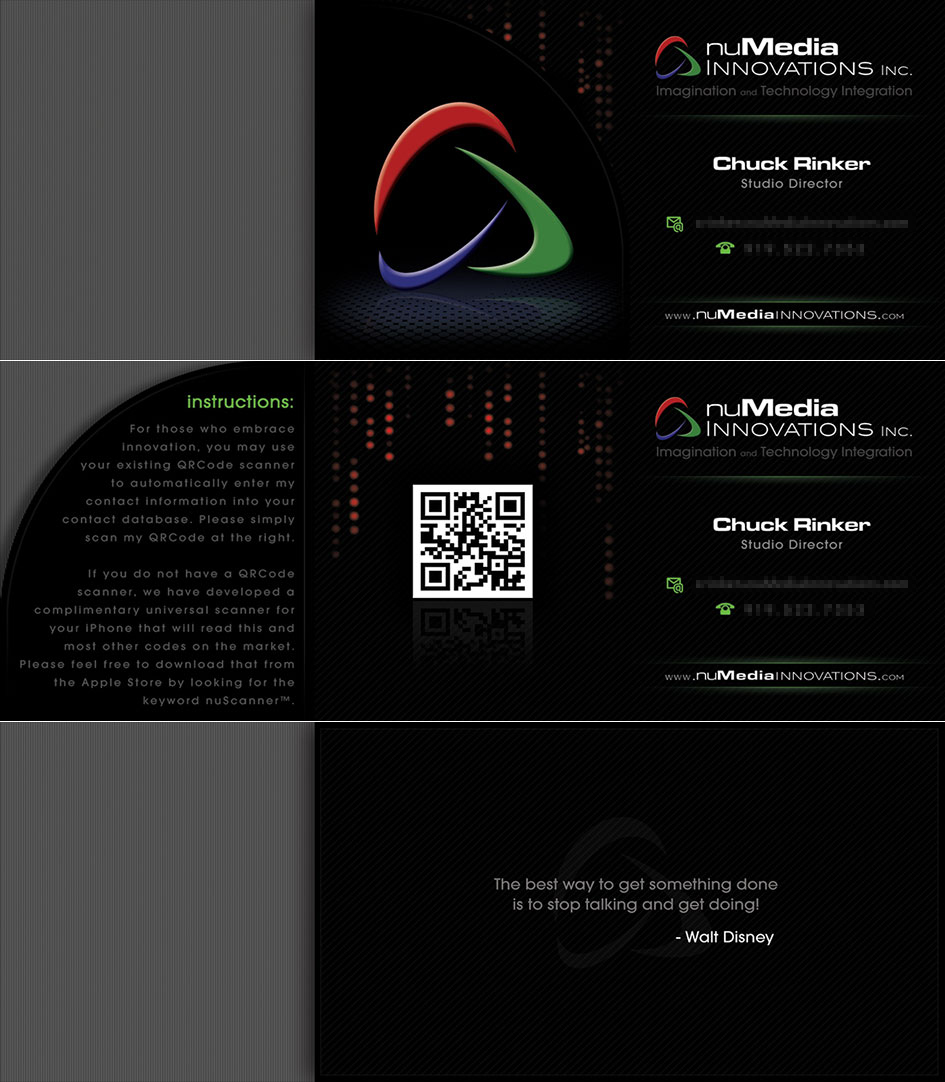 nuMedia
INNOVATIONS INC.
Imagination and Technology Integration
Chuck Rinker
Studio Director
www.nuMediaINNOVATIONS.com
instructions:
For those who embrace
innovation, you may use
your existing QRCode scanner
to automatically enter my
contact information into your
contact database. Please simply
scan my QRCode at the right.
If you do not have a QRCode
scanner, we have developed a
complimentary universal scanner for
your iPhone that will read this and
most other codes on the market.
Please feel free to download that from
the Apple Store by looking for the
keyword nuScanner™.
nuMedia
INNOVATIONS INC.
Imagination and Technology Integration
Chuck Rinker
Studio Director
www.nuMediaINNOVATIONS.com
The best way to get something done
is to stop talking and get doing!
- Walt Disney